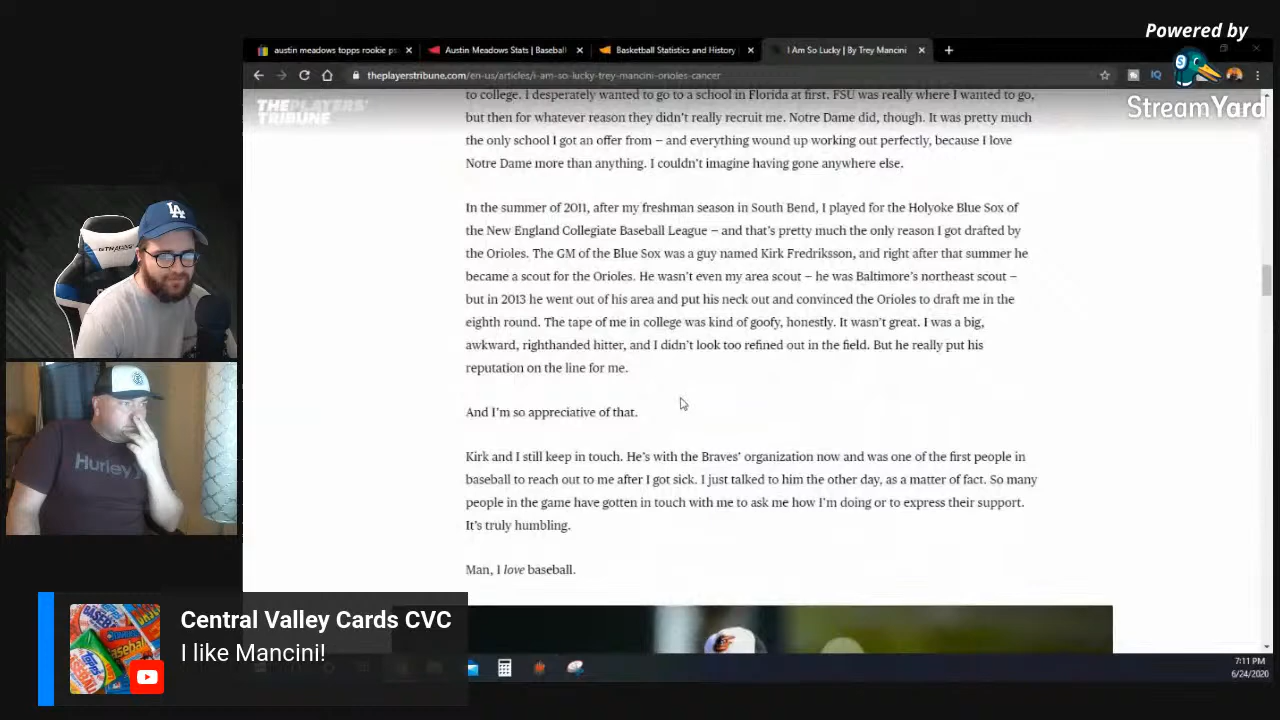 Powered by
StreamYard
austin meadows topps rookie ps
Austin Meadows Stats | Baseball
Basketball Statistics and History
I Am So Lucky | By Trey Mancini
theplayerstribune.com/en-us/articles/i-am-so-lucky-trey-mancini-orioles-cancer
IQ
THE PLAYERS'
TRIBUNE
to college. I desperately wanted to go to a school in Florida at first. FSU was really where I wanted to go,
but then for whatever reason they didn't really recruit me. Notre Dame did, though. It was pretty much
the only school I got an offer from — and everything wound up working out perfectly, because I love
Notre Dame more than anything. I couldn't imagine having gone anywhere else.
In the summer of 2011, after my freshman season in South Bend, I played for the Holyoke Blue Sox of
the New England Collegiate Baseball League — and that's pretty much the only reason I got drafted by
the Orioles. The GM of the Blue Sox was a guy named Kirk Fredriksson, and right after that summer he
became a scout for the Orioles. He wasn't even my area scout — he was Baltimore's northeast scout —
but in 2013 he went out of his area and put his neck out and convinced the Orioles to draft me in the
eighth round. The tape of me in college was kind of goofy, honestly. It wasn't great. I was a big,
awkward, righthanded hitter, and I didn't look too refined out in the field. But he really put his
reputation on the line for me.
And I'm so appreciative of that.
Kirk and I still keep in touch. He's with the Braves' organization now and was one of the first people in
baseball to reach out to me after I got sick. I just talked to him the other day, as a matter of fact. So many
people in the game have gotten in touch with me to ask me how I'm doing or to express their support.
It's truly humbling.
Man, I love baseball.
LA
Hurley
Central Valley Cards CVC
I like Mancini!
7:11 PM
6/24/2020